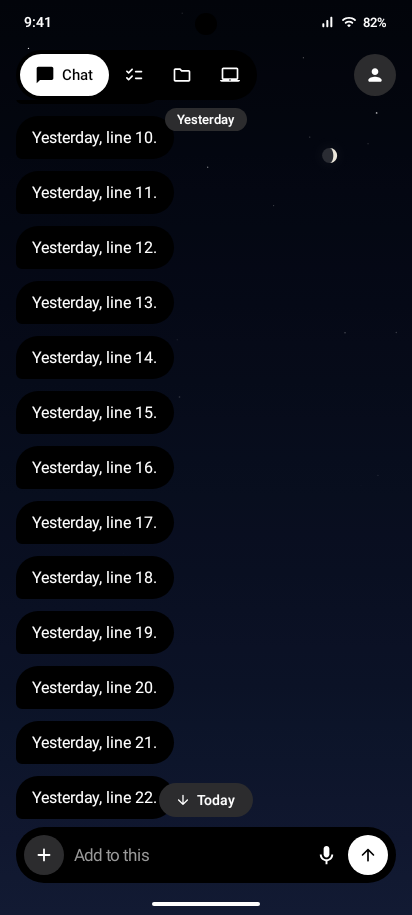 9:41
82%
Chat
Yesterday
Yesterday, line 10.
Yesterday, line 11.
Yesterday, line 12.
Yesterday, line 13.
Yesterday, line 14.
Yesterday, line 15.
Yesterday, line 16.
Yesterday, line 17.
Yesterday, line 18.
Yesterday, line 19.
Yesterday, line 20.
Yesterday, line 21.
Yesterday, line 22.
Today
Add to this